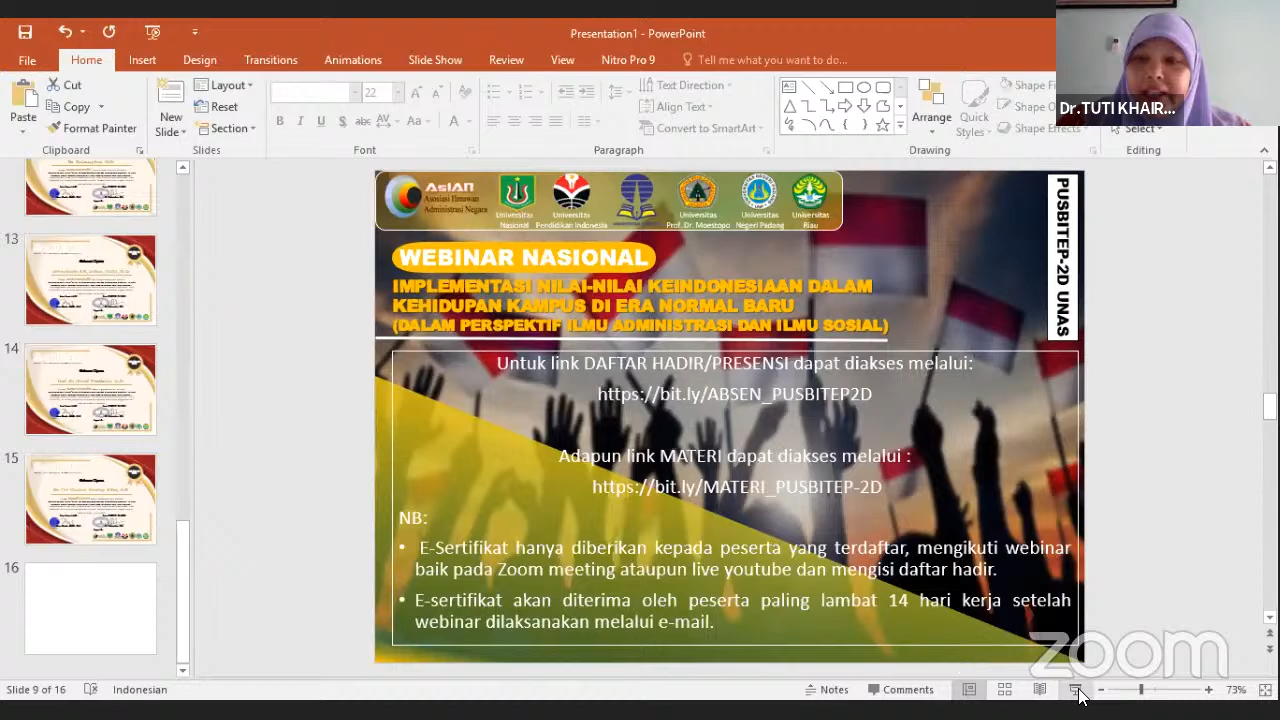 Presentation1 - PowerPoint
File Home Insert Design Transitions Animations Slide Show Review View Nitro Pro 9 Tell me what you want to do...
Paste
Cut
Copy
Format Painter
Clipboard
New
Slide
Layout
Reset
Section
Slides
22
B I U S abc AV Aa A
Font
Text Direction
Align Text
Convert to SmartArt
Paragraph
Arrange
Quick
Styles
Shape Effects
Drawing
Select
Editing
Dr.TUTI KHAIR...
13
14
15
16
AsIAN
Asosiasi Ilmuwan
Administrasi Negara
Universitas
Nasional
Universitas
Pendidikan Indonesia
Universitas
Prof. Dr. Moestopo
Universitas
Negeri Padang
Universitas
Riau
PUSBITEP-2D UNAS
WEBINAR NASIONAL
IMPLEMENTASI NILAI-NILAI KEINDONESIAAN DALAM
KEHIDUPAN KAMPUS DI ERA NORMAL BARU
(DALAM PERSPEKTIF ILMU ADMINISTRASI DAN ILMU SOSIAL)
Untuk link DAFTAR HADIR/PRESENSI dapat diakses melalui:
https://bit.ly/ABSEN_PUSBITEP2D
Adapun link MATERI dapat diakses melalui :
https://bit.ly/MATERI_PUSBITEP-2D
NB:
• E-Sertifikat hanya diberikan kepada peserta yang terdaftar, mengikuti webinar
baik pada Zoom meeting ataupun live youtube dan mengisi daftar hadir.
• E-sertifikat akan diterima oleh peserta paling lambat 14 hari kerja setelah
webinar dilaksanakan melalui e-mail.
zoom
Slide 9 of 16 Indonesian Notes Comments 73%